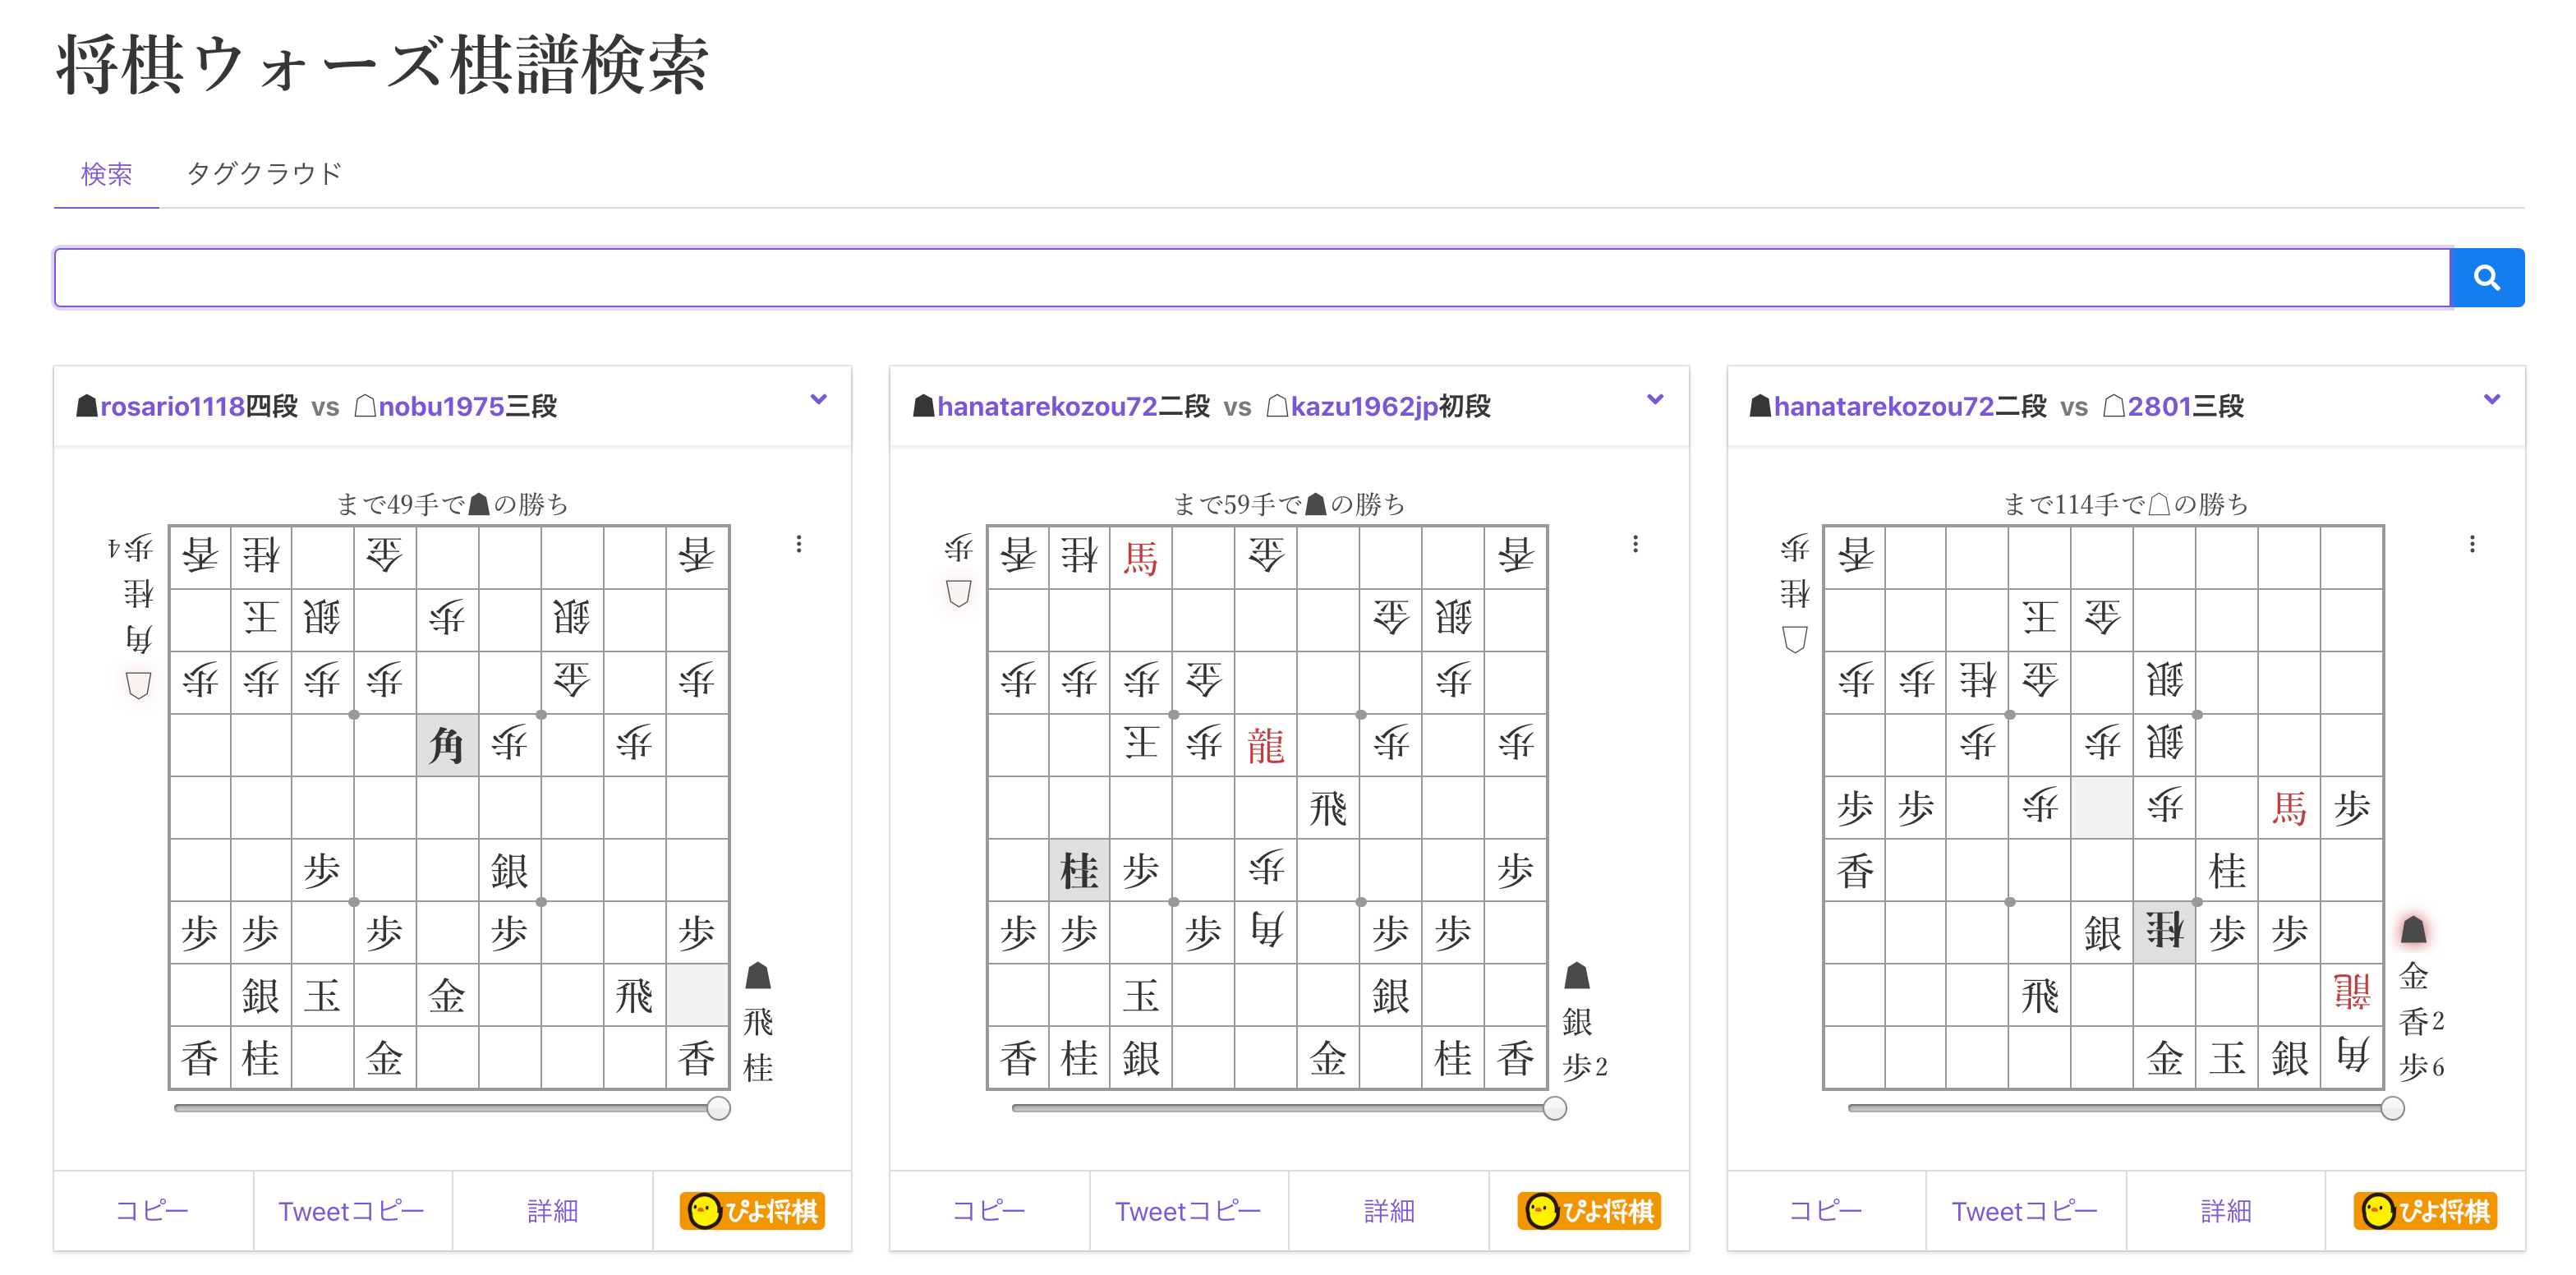 将棋ウォーズ棋譜検索
検索 タグクラウド
☗rosario1118四段 vs ☖nobu1975三段
まで49手で☗の勝ち
歩4
桂
角
☖
香 桂 金 香
王 銀 歩 銀
歩 歩 歩 歩 金 歩
角 歩 歩
歩 銀
歩 歩 歩 歩 歩
銀 玉 金 飛
香 桂 金 香
☗
飛
桂
コピー Tweetコピー 詳細 ぴよ将棋
☗hanatarekozou72二段 vs ☖kazu1962jp初段
まで59手で☗の勝ち
歩
☖
香 桂 馬 金 香
金 銀
歩 歩 歩 金 歩
王 歩 龍 歩 歩
飛
桂 歩 歩 歩
歩 歩 歩 角 歩 歩
玉 銀
香 桂 銀 金 桂 香
☗
銀
歩2
コピー Tweetコピー 詳細 ぴよ将棋
☗hanatarekozou72二段 vs ☖2801三段
まで114手で☖の勝ち
歩
桂
☖
香
王 金
歩 歩 桂 金 銀
歩 歩 銀
歩 歩 歩 歩 馬 歩
香 桂
銀 桂 歩 歩
飛 龍
金 玉 銀 角
☗
金
香2
歩6
コピー Tweetコピー 詳細 ぴよ将棋